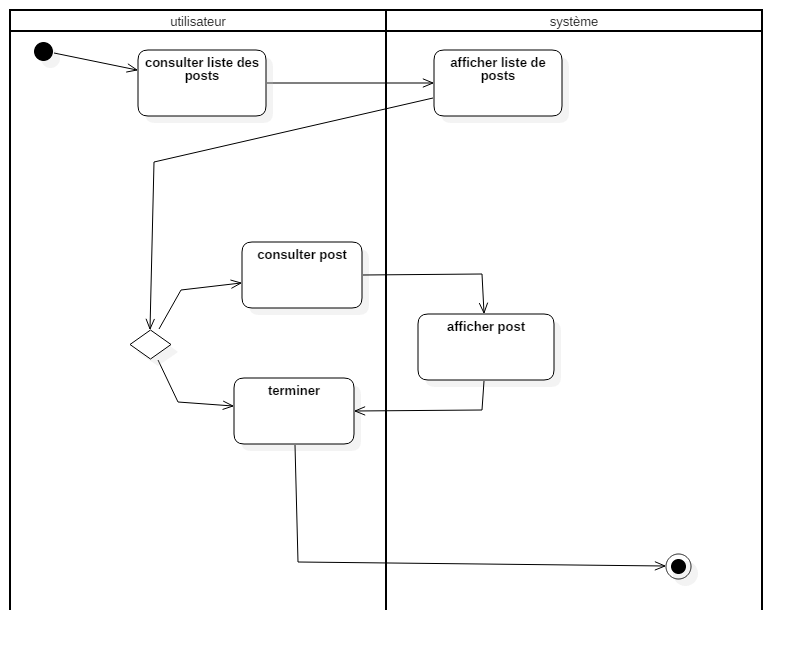 utilisateur
système
consulter liste des
posts
afficher liste de
posts
consulter post
afficher post
terminer